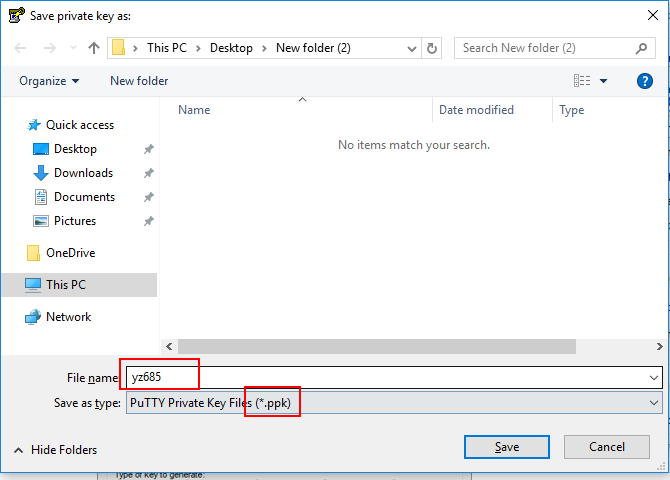 Save private key as:
This PC > Desktop > New folder (2)
Search New folder (2)
Organize
New folder
Name
Date modified
Type
No items match your search.
Quick access
Desktop
Downloads
Documents
Pictures
OneDrive
This PC
Network
File name:
yz685
Save as type:
PuTTY Private Key Files (*.ppk)
Hide Folders
Save
Cancel
Type of key to generate: